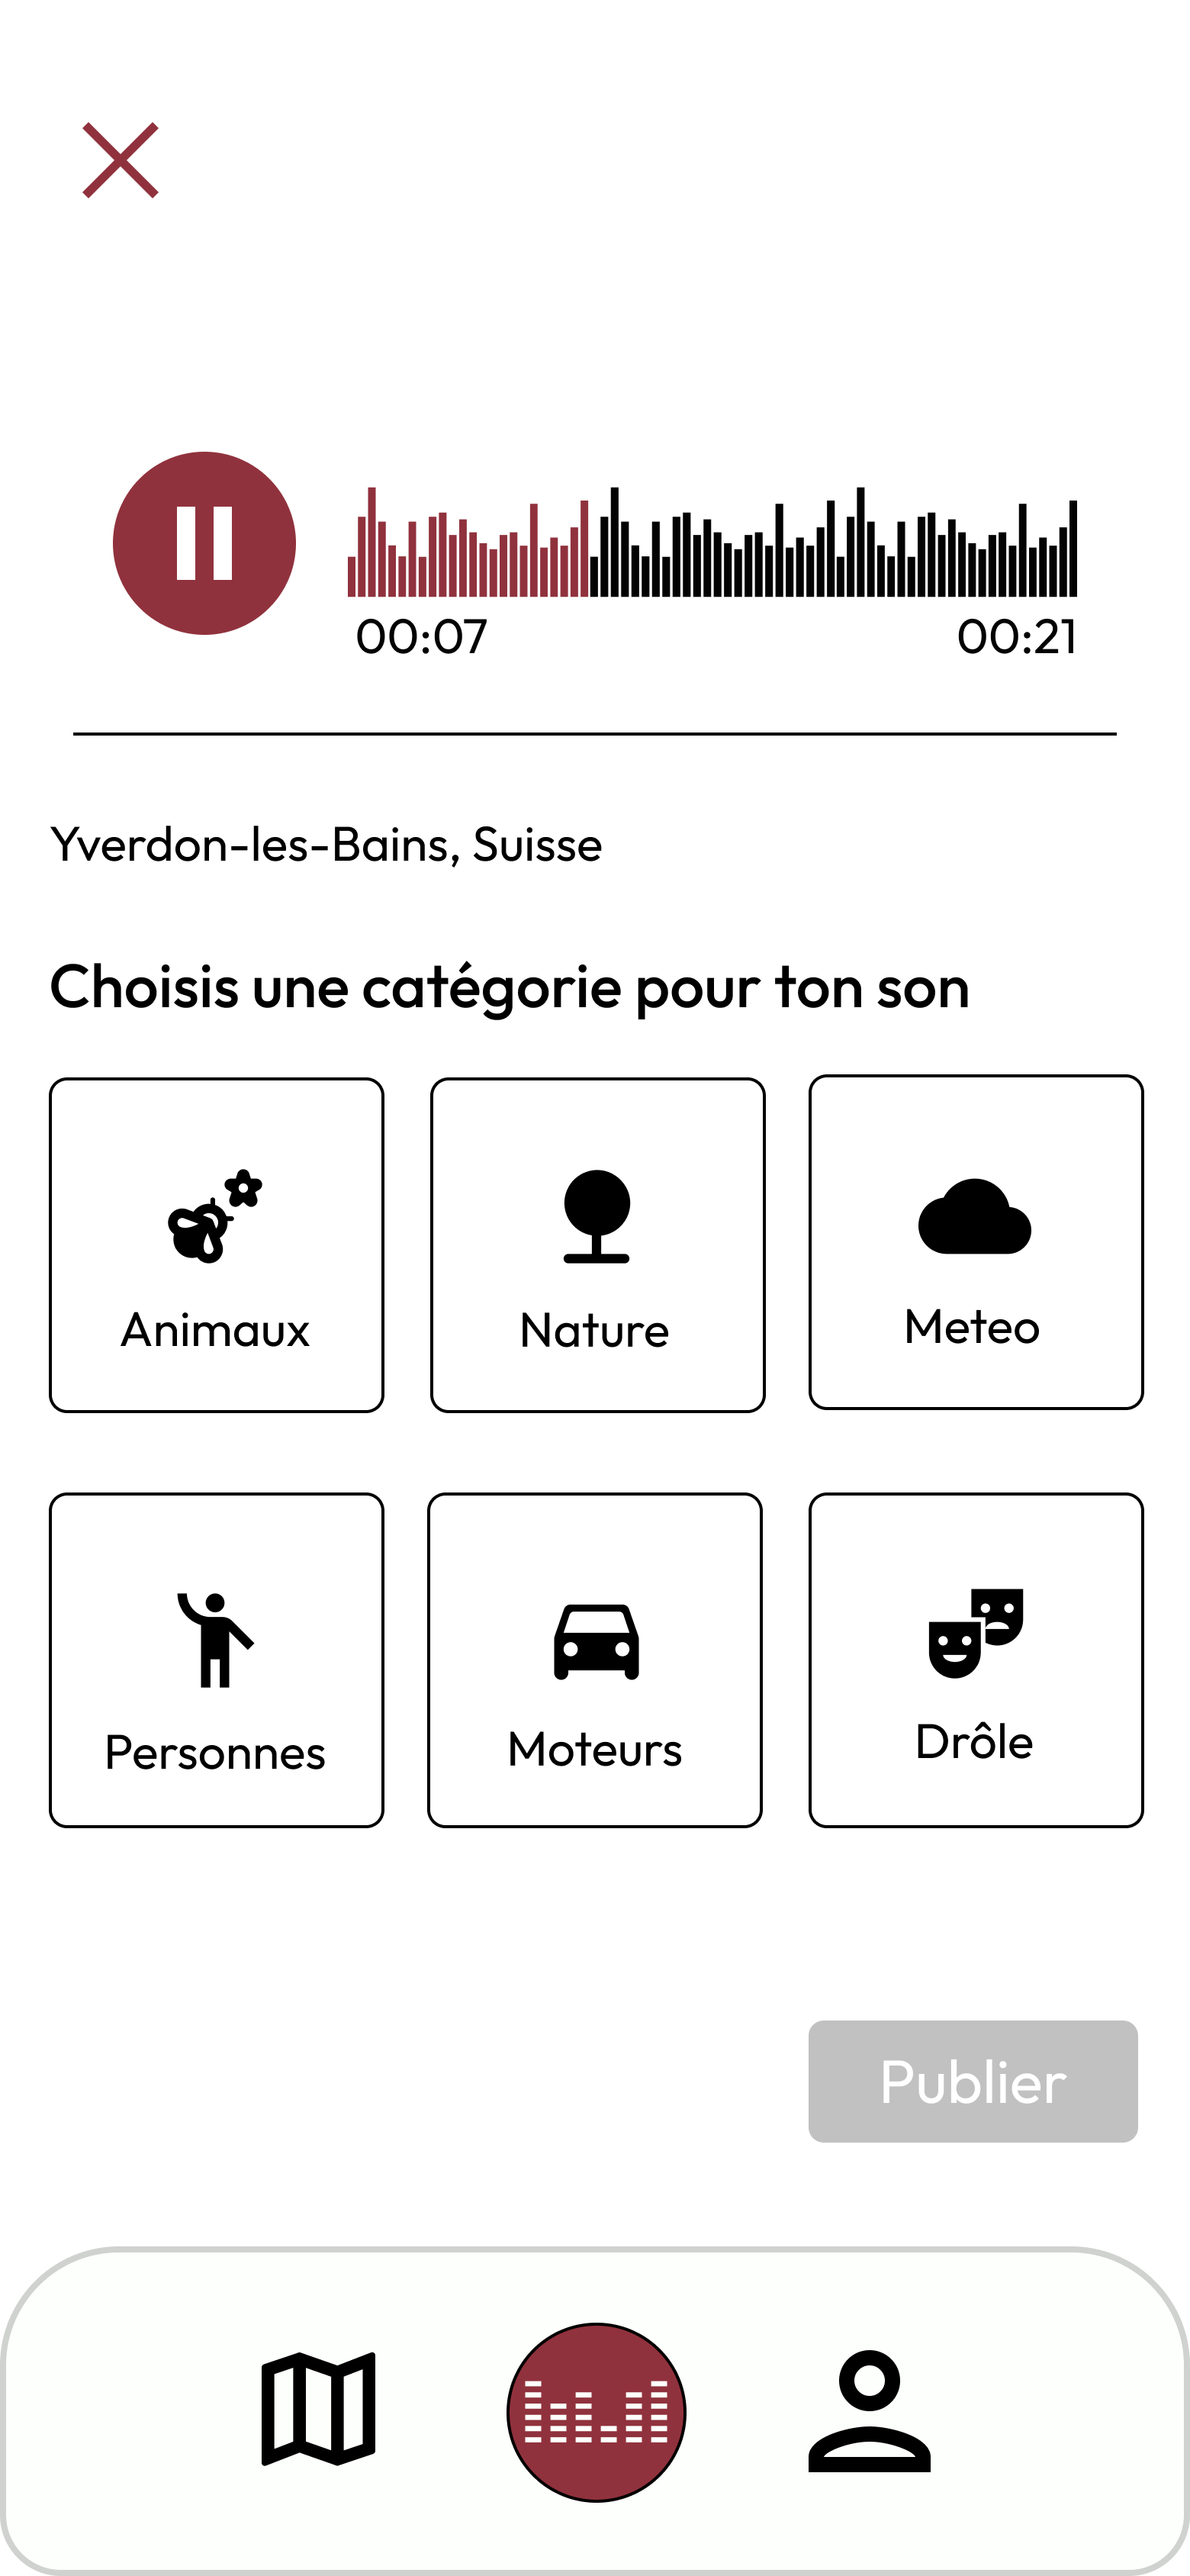 00:07
00:21
Yverdon-les-Bains, Suisse
Choisis une catégorie pour ton son
Animaux
Nature
Meteo
Personnes
Moteurs
Drôle
Publier